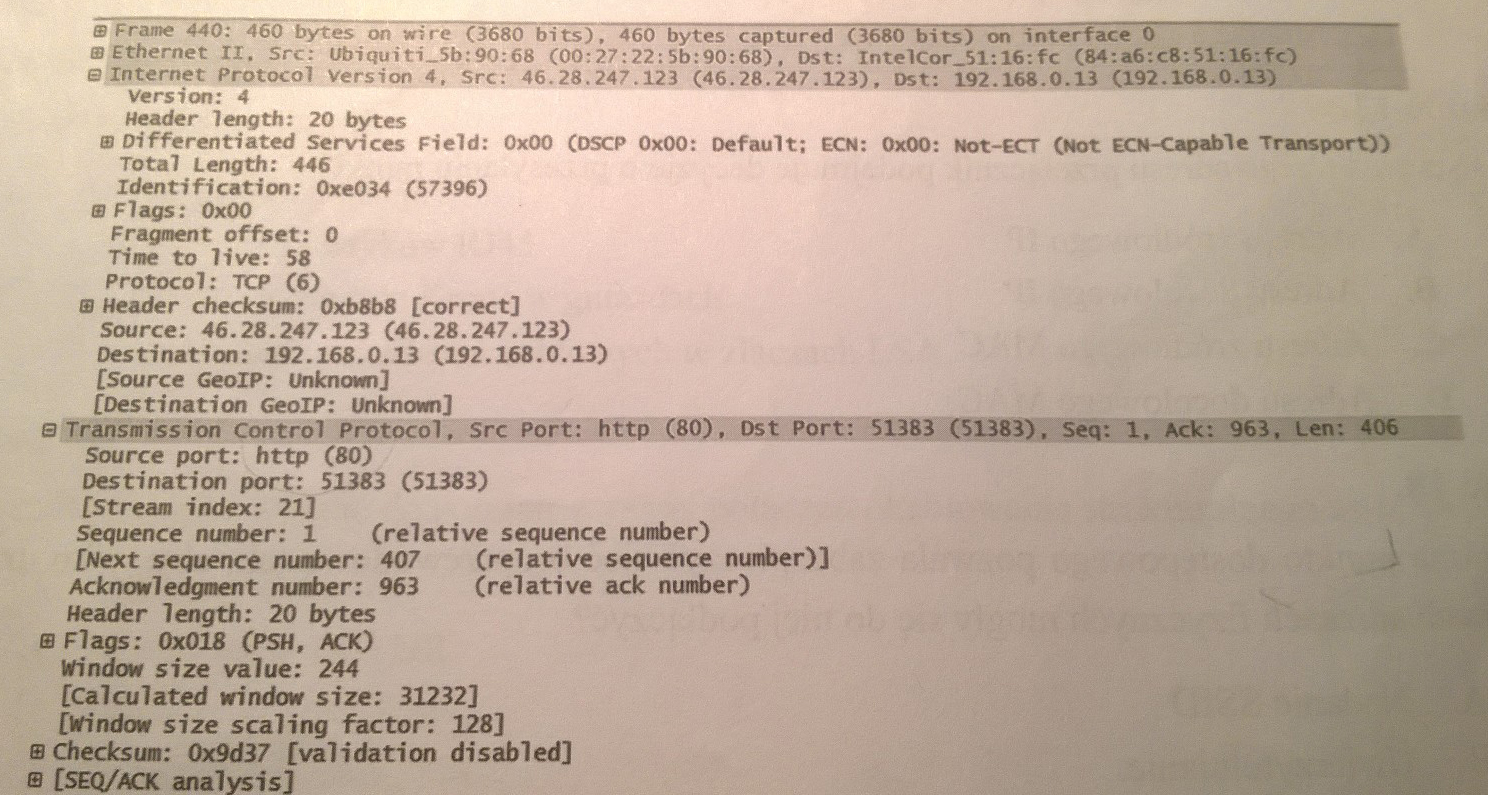 Frame 440: 460 bytes on wire (3680 bits), 460 bytes captured (3680 bits) on interface 0
Ethernet II, Src: Ubiquiti_5b:90:68 (00:27:22:5b:90:68), Dst: IntelCor_51:16:fc (84:a6:c8:51:16:fc)
Internet Protocol Version 4, Src: 46.28.247.123 (46.28.247.123), Dst: 192.168.0.13 (192.168.0.13)
Version: 4
Header length: 20 bytes
Differentiated Services Field: 0x00 (DSCP 0x00: Default; ECN: 0x00: Not-ECT (Not ECN-Capable Transport))
Total Length: 446
Identification: 0xe034 (57396)
Flags: 0x00
Fragment offset: 0
Time to live: 58
Protocol: TCP (6)
Header checksum: 0xb8b8 [correct]
Source: 46.28.247.123 (46.28.247.123)
Destination: 192.168.0.13 (192.168.0.13)
[Source GeoIP: Unknown]
[Destination GeoIP: Unknown]
Transmission Control Protocol, Src Port: http (80), Dst Port: 51383 (51383), Seq: 1, Ack: 963, Len: 406
Source port: http (80)
Destination port: 51383 (51383)
[Stream index: 21]
Sequence number: 1 (relative sequence number)
[Next sequence number: 407 (relative sequence number)]
Acknowledgment number: 963 (relative ack number)
Header length: 20 bytes
Flags: 0x018 (PSH, ACK)
Window size value: 244
[Calculated window size: 31232]
[Window size scaling factor: 128]
Checksum: 0x9d37 [validation disabled]
[SEQ/ACK analysis]